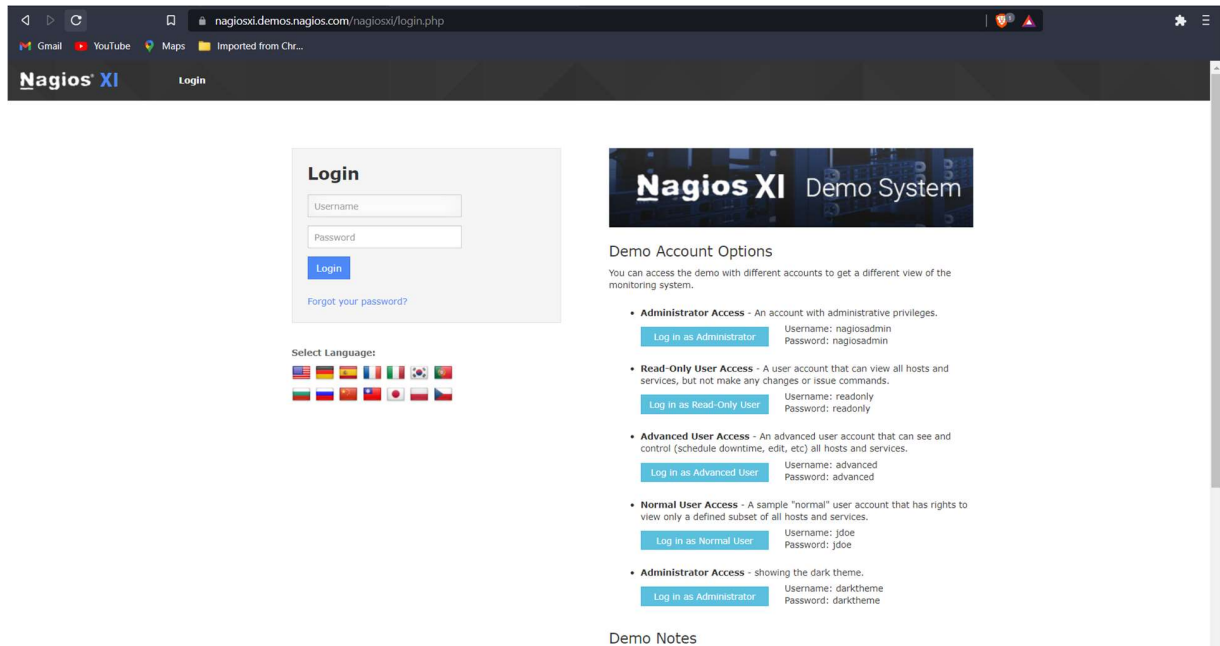 nagiosxi.demos.nagios.com/nagiosxi/login.php
Gmail YouTube Maps Imported from Chr...
Nagios® XI Login
Login
Username
Password
Login
Forgot your password?
Select Language:
Nagios XI Demo System
Demo Account Options
You can access the demo with different accounts to get a different view of the
monitoring system.
• Administrator Access - An account with administrative privileges.
Log in as Administrator
Username: nagiosadmin
Password: nagiosadmin
• Read-Only User Access - A user account that can view all hosts and
services, but not make any changes or issue commands.
Log in as Read-Only User
Username: readonly
Password: readonly
• Advanced User Access - An advanced user account that can see and
control (schedule downtime, edit, etc) all hosts and services.
Log in as Advanced User
Username: advanced
Password: advanced
• Normal User Access - A sample "normal" user account that has rights to
view only a defined subset of all hosts and services.
Log in as Normal User
Username: jdoe
Password: jdoe
• Administrator Access - showing the dark theme.
Log in as Administrator
Username: darktheme
Password: darktheme
Demo Notes